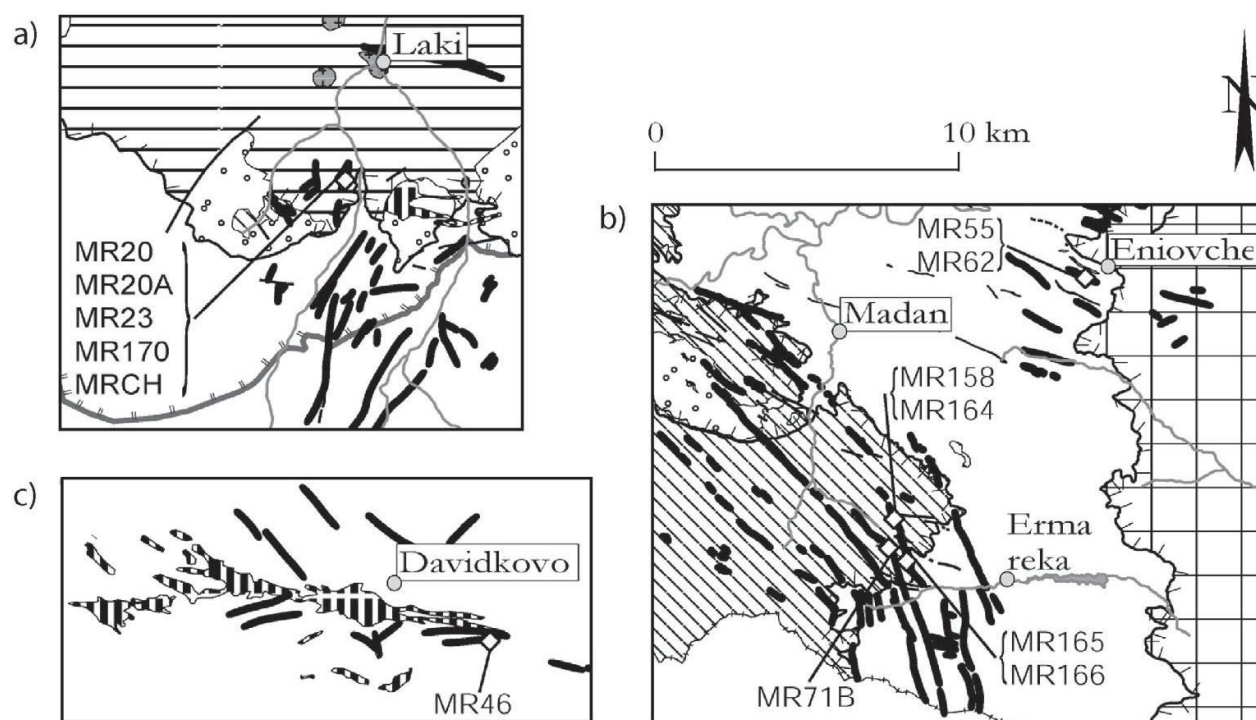 a)
Laki
MR20
MR20A
MR23
MR170
MRCH
0 10 km
N
b)
MR55
MR62
Eniovche
Madan
MR158
MR164
Erma
reka
MR165
MR166
MR71B
c)
Davidkovo
MR46